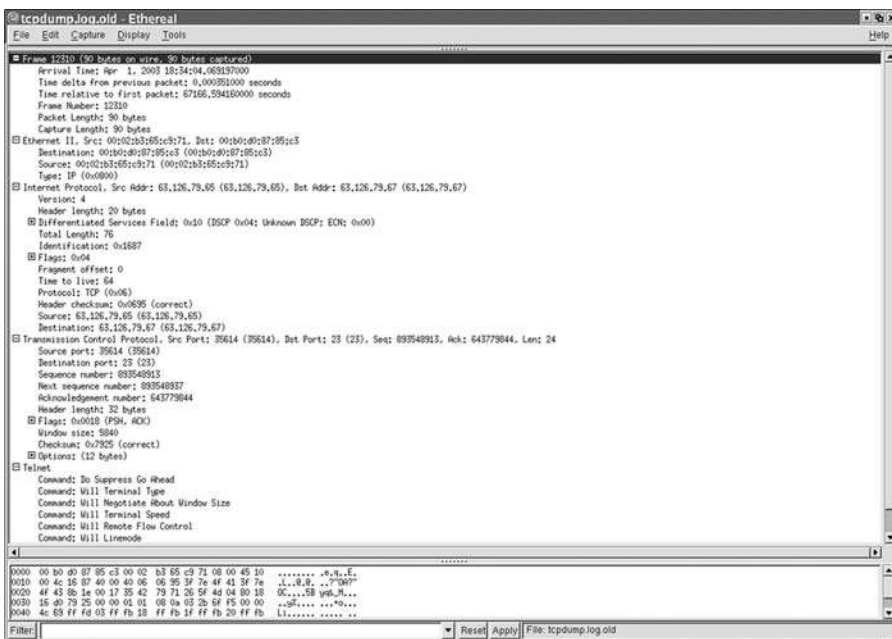 tcpdump.log.old - Ethereal
File Edit Capture Display Tools Help
Frame 12310 (90 bytes on wire, 90 bytes captured)
Arrival Time: Apr 1, 2003 18:34:04.069197000
Time delta from previous packet: 0.000351000 seconds
Time relative to first packet: 67166.594160000 seconds
Frame Number: 12310
Packet Length: 90 bytes
Capture Length: 90 bytes
Ethernet II, Src: 00:02:b3:65:c9:71, Dst: 00:b0:d0:87:85:c3
Destination: 00:b0:d0:87:85:c3 (00:b0:d0:87:85:c3)
Source: 00:02:b3:65:c9:71 (00:02:b3:65:c9:71)
Type: IP (0x0800)
Internet Protocol, Src Addr: 63.126.79.65 (63.126.79.65), Dst Addr: 63.126.79.67 (63.126.79.67)
Version: 4
Header length: 20 bytes
Differentiated Services Field: 0x10 (DSCP 0x04: Unknown DSCP; ECN: 0x00)
Total Length: 76
Identification: 0x1687
Flags: 0x04
Fragment offset: 0
Time to live: 64
Protocol: TCP (0x06)
Header checksum: 0x0695 (correct)
Source: 63.126.79.65 (63.126.79.65)
Destination: 63.126.79.67 (63.126.79.67)
Transmission Control Protocol, Src Port: 35614 (35614), Dst Port: 23 (23), Seq: 893548913, Ack: 643779844, Len: 24
Source port: 35614 (35614)
Destination port: 23 (23)
Sequence number: 893548913
Next sequence number: 893548937
Acknowledgement number: 643779844
Header length: 32 bytes
Flags: 0x0018 (PSH, ACK)
Window size: 5840
Checksum: 0x7925 (correct)
Options: (12 bytes)
Telnet
Command: Do Suppress Go Ahead
Command: Will Terminal Type
Command: Will Negotiate About Window Size
Command: Will Terminal Speed
Command: Will Remote Flow Control
Command: Will Linemode
0000 00 b0 d0 87 85 c3 00 02 b3 65 c9 71 08 00 45 10 ........ .e.q..E.
0010 00 4c 16 87 40 00 40 06 06 95 3f 7e 4f 41 3f 7e .L..@.@. ..?~OA?~
0020 4f 43 8b 1e 00 17 35 42 79 71 26 5f 4d 04 80 18 OC....5B yq&_M...
0030 16 d0 79 25 00 00 01 01 08 0a 03 2b 6f f5 00 00 ..y%.... ...+o...
0040 4c 69 ff fd 03 ff fb 18 ff fb 1f ff fb 20 ff fb Li...... ..... ..
Filter: Reset Apply File: tcpdump.log.old